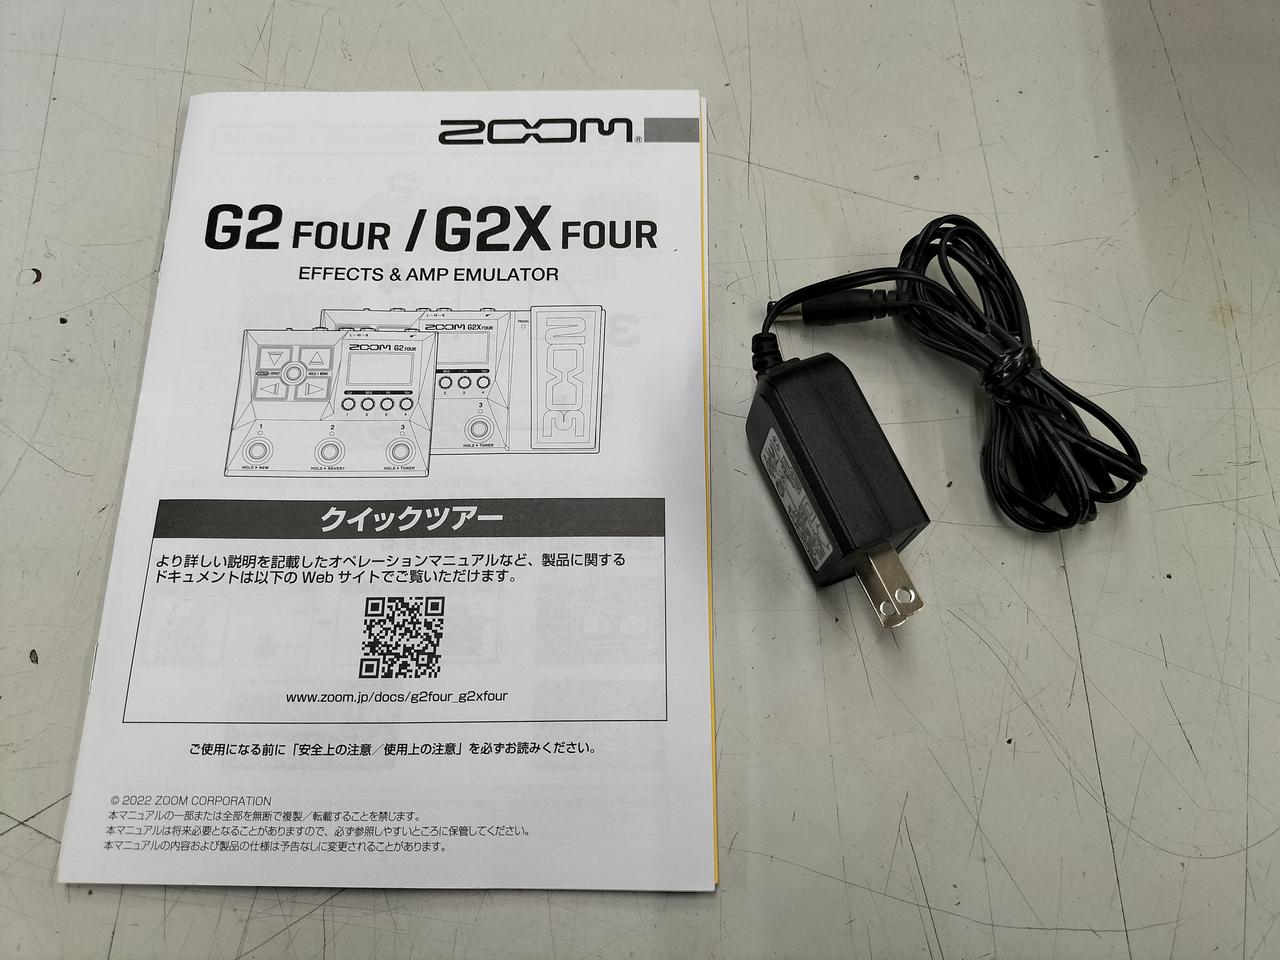 ZOOM®
G2 FOUR / G2X FOUR
EFFECTS & AMP EMULATOR
ZOOM G2X FOUR
ZOOM G2 FOUR
ZOOM
1 2 3 4
1 2 3
3
HOLD ▸ NEW HOLD ▸ REVERT HOLD ▸ TUNER
HOLD ▸ TUNER
クイックツアー
より詳しい説明を記載したオペレーションマニュアルなど、製品に関する
ドキュメントは以下の Web サイトでご覧いただけます。
www.zoom.jp/docs/g2four_g2xfour
ご使用になる前に「安全上の注意／使用上の注意」を必ずお読みください。
© 2022 ZOOM CORPORATION
本マニュアルの一部または全部を無断で複製／転載することを禁じます。
本マニュアルは将来必要となることがありますので、必ず参照しやすいところに保管してください。
本マニュアルの内容および製品の仕様は予告なしに変更されることがあります。